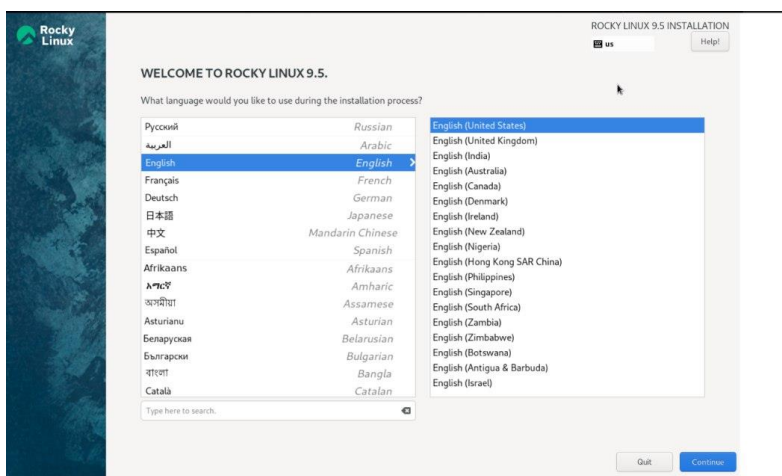 Rocky
Linux
ROCKY LINUX 9.5 INSTALLATION
us
Help!
WELCOME TO ROCKY LINUX 9.5.
What language would you like to use during the installation process?
Русский Russian
العربية Arabic
English English
Français French
Deutsch German
日本語 Japanese
中文 Mandarin Chinese
Español Spanish
Afrikaans Afrikaans
አማርኛ Amharic
অসমীয়া Assamese
Asturianu Asturian
Беларуская Belarusian
Български Bulgarian
বাংলা Bangla
Català Catalan
Type here to search.
English (United States)
English (United Kingdom)
English (India)
English (Australia)
English (Canada)
English (Denmark)
English (Ireland)
English (New Zealand)
English (Nigeria)
English (Hong Kong SAR China)
English (Philippines)
English (Singapore)
English (South Africa)
English (Zambia)
English (Zimbabwe)
English (Botswana)
English (Antigua & Barbuda)
English (Israel)
Quit
Continue